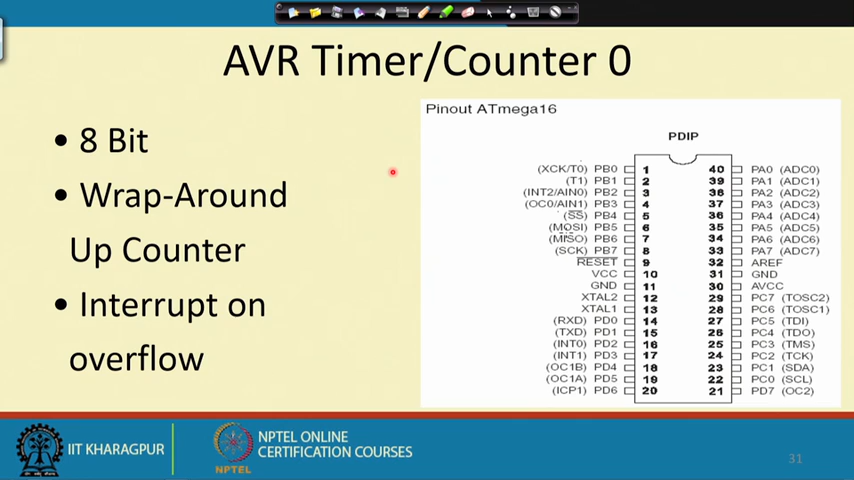 AVR Timer/Counter 0
• 8 Bit
• Wrap-Around
Up Counter
• Interrupt on
overflow
Pinout ATmega16
PDIP
(XCK/T0) PB0 1 40 PA0 (ADC0)
(T1) PB1 2 39 PA1 (ADC1)
(INT2/AIN0) PB2 3 38 PA2 (ADC2)
(OC0/AIN1) PB3 4 37 PA3 (ADC3)
(SS) PB4 5 36 PA4 (ADC4)
(MOSI) PB5 6 35 PA5 (ADC5)
(MISO) PB6 7 34 PA6 (ADC6)
(SCK) PB7 8 33 PA7 (ADC7)
RESET 9 32 AREF
VCC 10 31 GND
GND 11 30 AVCC
XTAL2 12 29 PC7 (TOSC2)
XTAL1 13 28 PC6 (TOSC1)
(RXD) PD0 14 27 PC5 (TDI)
(TXD) PD1 15 26 PC4 (TDO)
(INT0) PD2 16 25 PC3 (TMS)
(INT1) PD3 17 24 PC2 (TCK)
(OC1B) PD4 18 23 PC1 (SDA)
(OC1A) PD5 19 22 PC0 (SCL)
(ICP1) PD6 20 21 PD7 (OC2)
IIT KHARAGPUR
NPTEL
NPTEL ONLINE
CERTIFICATION COURSES
31